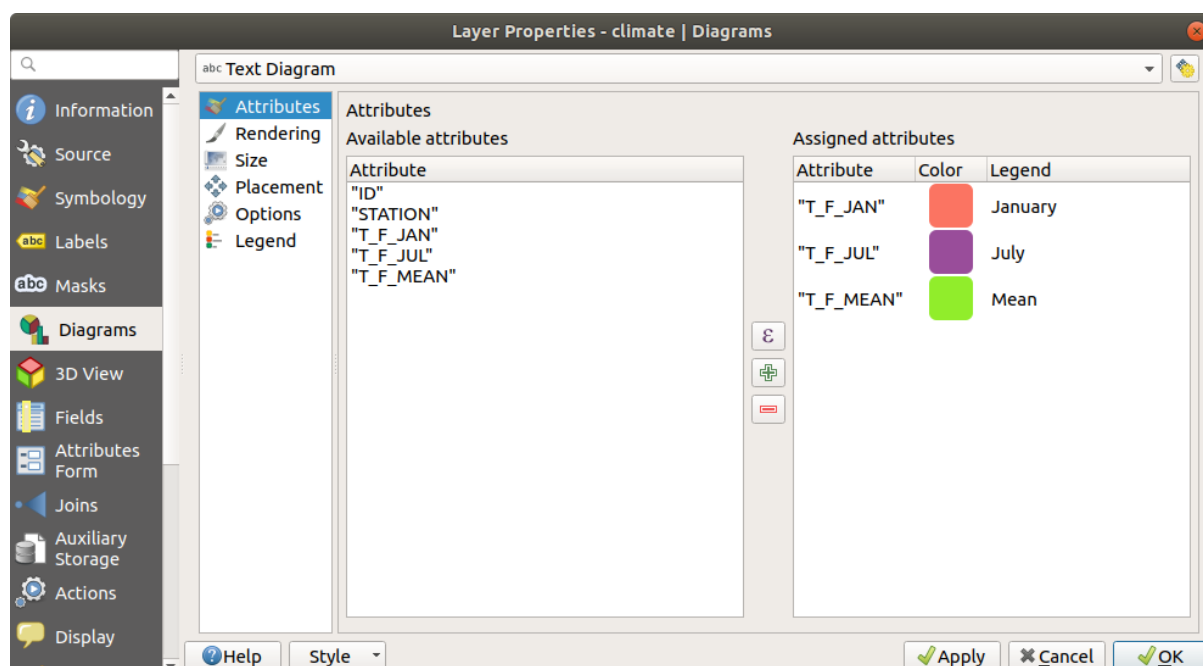 Layer Properties - climate | Diagrams
abc Text Diagram
Information
Source
Symbology
abc Labels
abc Masks
Diagrams
3D View
Fields
Attributes
Form
Joins
Auxiliary
Storage
Actions
Display
Attributes
Rendering
Size
Placement
Options
Legend
Attributes
Available attributes
Attribute
"ID"
"STATION"
"T_F_JAN"
"T_F_JUL"
"T_F_MEAN"
ε
Assigned attributes
Attribute Color Legend
"T_F_JAN" January
"T_F_JUL" July
"T_F_MEAN" Mean
Help Style Apply Cancel OK